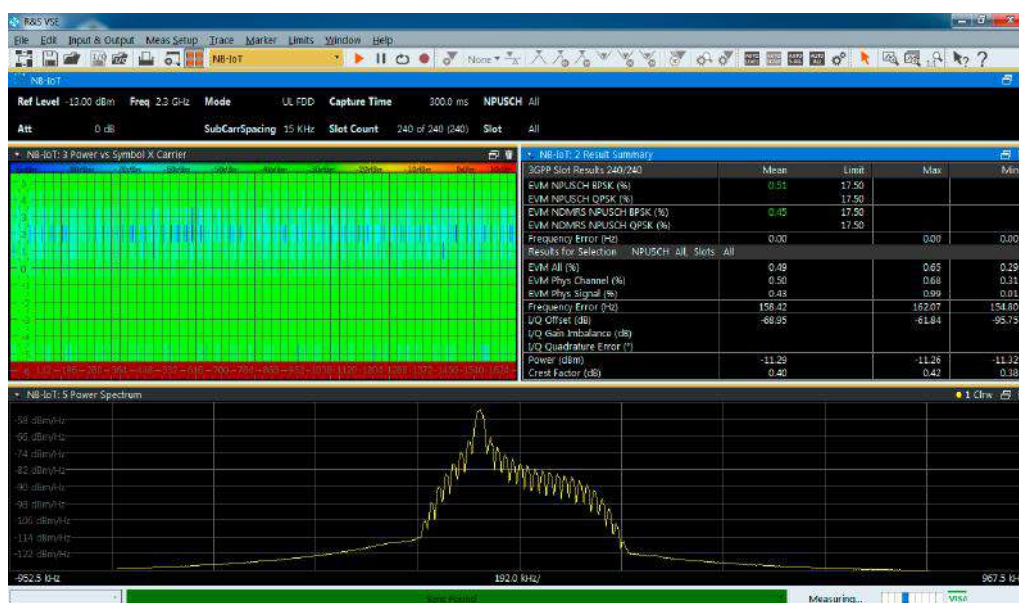 R&S VSE
File Edit Input & Output Meas Setup Trace Marker Limits Window Help
NB-IoT None
NB-IoT
Ref Level -13.00 dBm Freq 2.3 GHz Mode UL FDD Capture Time 300.0 ms NPUSCH All
Att 0 dB SubCarrSpacing 15 KHz Slot Count 240 of 240 (240) Slot All
NB-IoT: 3 Power vs Symbol X Carrier
NB-IoT: 2 Result Summary
3GPP Slot Results 240/240 Mean Limit Max Min
EVM NPUSCH BPSK (%) 0.51 17.50
EVM NPUSCH QPSK (%) 17.50
EVM NDMRS NPUSCH BPSK (%) 0.45 17.50
EVM NDMRS NPUSCH QPSK (%) 17.50
Frequency Error (Hz) 0.00 0.00 0.00
Results for Selection NPUSCH All, Slots All
EVM All (%) 0.49 0.65 0.29
EVM Phys Channel (%) 0.50 0.68 0.31
EVM Phys Signal (%) 0.43 0.99 0.01
Frequency Error (Hz) 158.42 162.07 154.80
I/Q Offset (dB) -68.95 -61.84 -95.75
I/Q Gain Imbalance (dB)
I/Q Quadrature Error (°)
Power (dBm) -11.29 -11.26 -11.32
Crest Factor (dB) 0.40 0.42 0.38
NB-IoT: 5 Power Spectrum 1 Clrw
-58 dBm/Hz
-66 dBm/Hz
-74 dBm/Hz
-82 dBm/Hz
-90 dBm/Hz
-98 dBm/Hz
-106 dBm/Hz
-114 dBm/Hz
-122 dBm/Hz
-952.5 kHz 192.0 kHz/ 967.5 kH
Measuring... VISA